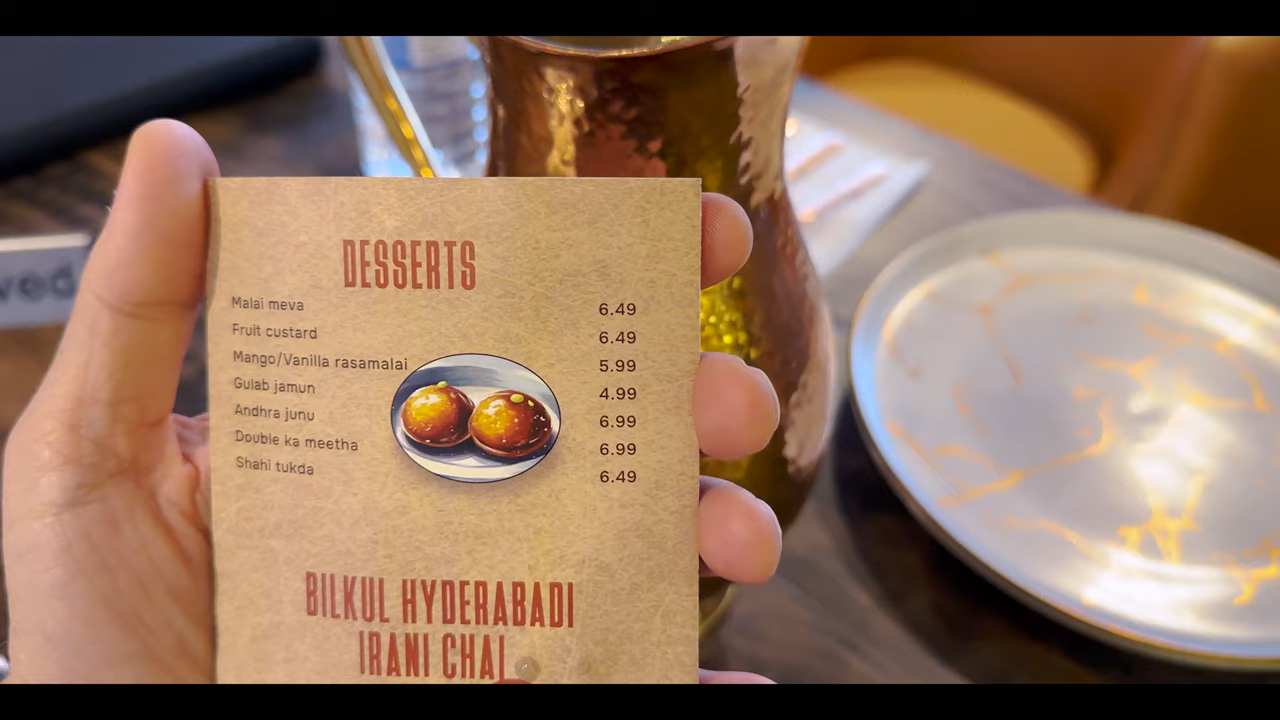 DESSERTS
Malai meva 6.49
Fruit custard 6.49
Mango/Vanilla rasamalai 5.99
Gulab jamun 4.99
Andhra junu 6.99
Double ka meetha 6.99
Shahi tukda 6.49
BILKUL HYDERABADI
IRANI CHAI